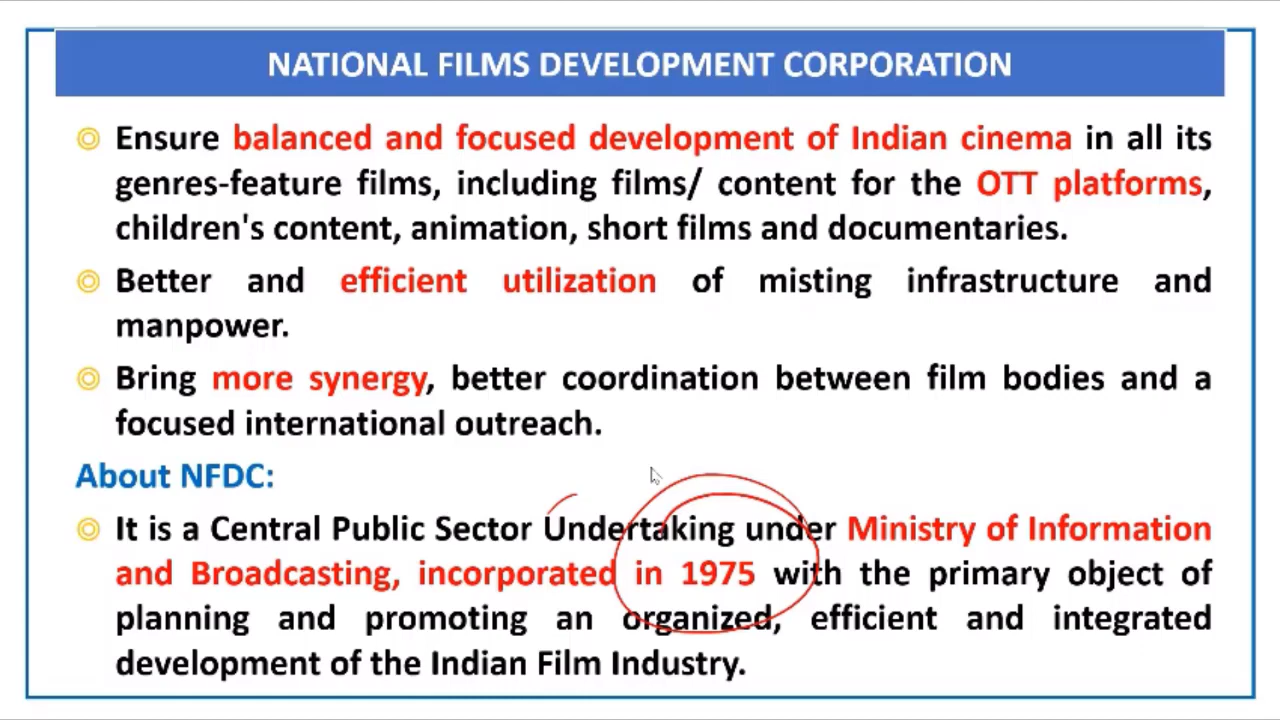 NATIONAL FILMS DEVELOPMENT CORPORATION
Ensure balanced and focused development of Indian cinema in all its
genres-feature films, including films/ content for the OTT platforms,
children's content, animation, short films and documentaries.
Better and efficient utilization of misting infrastructure and
manpower.
Bring more synergy, better coordination between film bodies and a
focused international outreach.
About NFDC:
It is a Central Public Sector Undertaking under Ministry of Information
and Broadcasting, incorporated in 1975 with the primary object of
planning and promoting an organized, efficient and integrated
development of the Indian Film Industry.